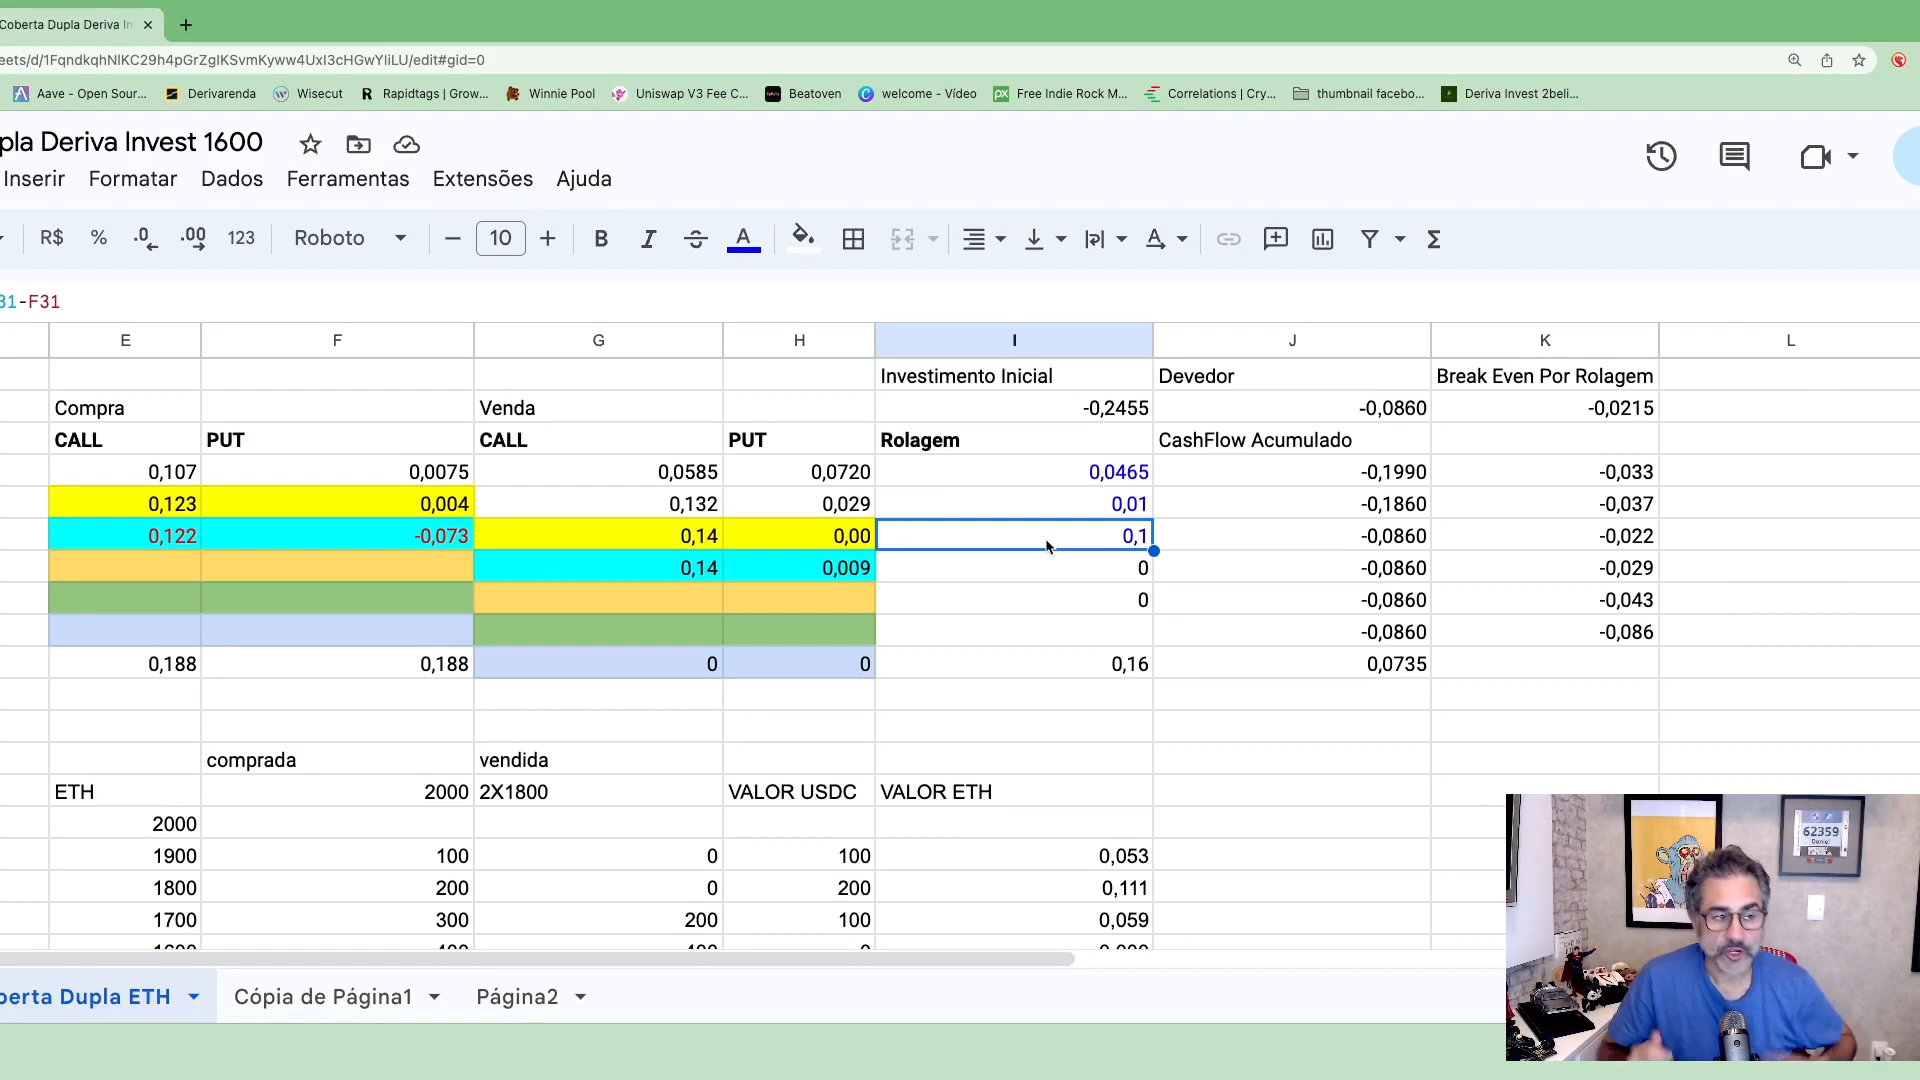 Coberta Dupla Deriva In
eets/d/1FqndkqhNlKC29h4pGrZgIKSvmKyww4UxI3cHGwYIiLU/edit#gid=0
Aave - Open Sour... Derivarenda Wisecut Rapidtags | Grow... Winnie Pool Uniswap V3 Fee C... Beatoven welcome - Vídeo Free Indie Rock M... Correlations | Cry... thumbnail facebo... Deriva Invest 2beli...
pla Deriva Invest 1600
Inserir Formatar Dados Ferramentas Extensões Ajuda
R$ % .0 .00 123 Roboto 10 B I S A
31-F31
E F G H I J K L
Investimento Inicial Devedor Break Even Por Rolagem
Compra Venda -0,2455 -0,0860 -0,0215
CALL PUT CALL PUT Rolagem CashFlow Acumulado
0,107 0,0075 0,0585 0,0720 0,0465 -0,1990 -0,033
0,123 0,004 0,132 0,029 0,01 -0,1860 -0,037
0,122 -0,073 0,14 0,00 0,1 -0,0860 -0,022
0,14 0,009 0 -0,0860 -0,029
0 -0,0860 -0,043
-0,0860 -0,086
0,188 0,188 0 0 0,16 0,0735
comprada vendida
ETH 2000 2X1800 VALOR USDC VALOR ETH
2000
1900 100 0 100 0,053
1800 200 0 200 0,111
1700 300 200 100 0,059
berta Dupla ETH Cópia de Página1 Página2
62359
Daniel